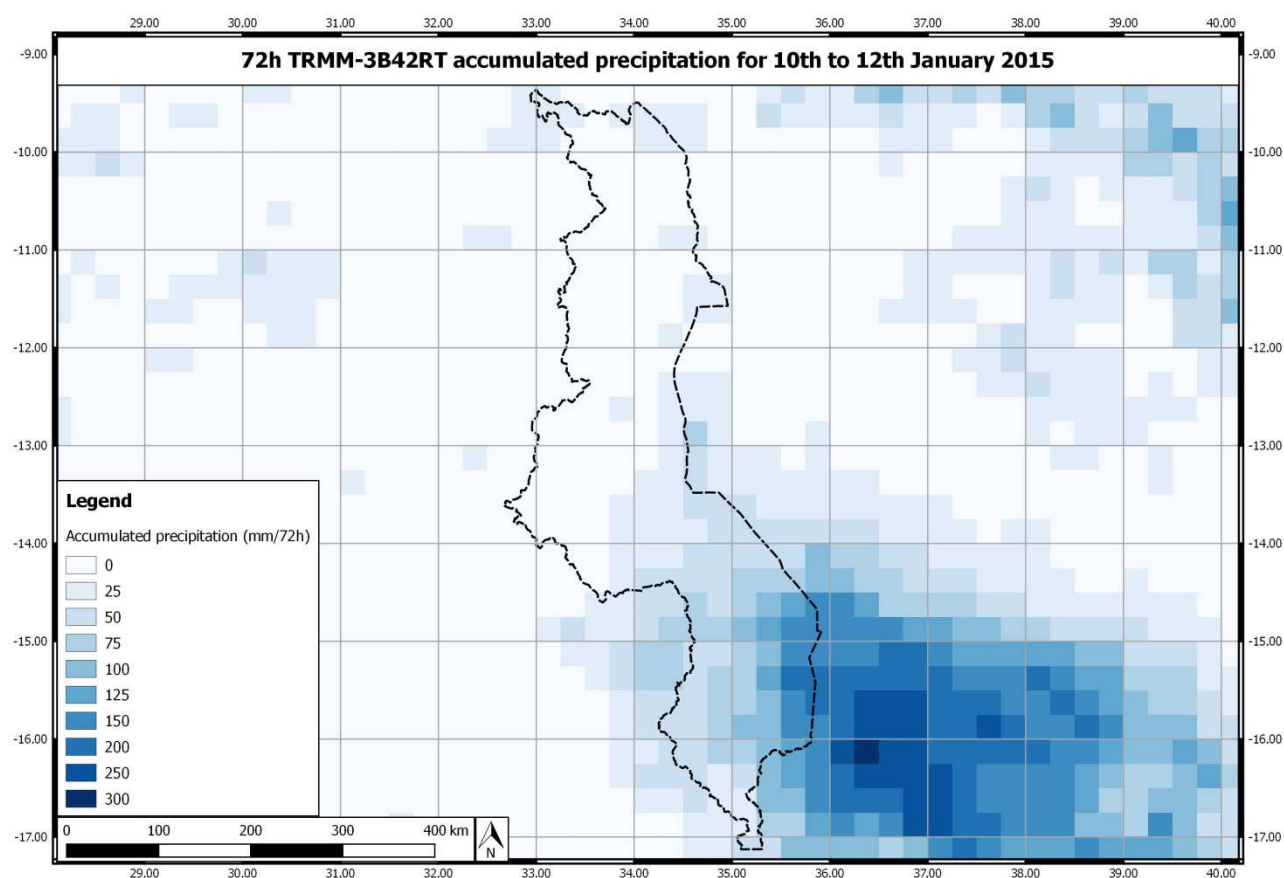 29.00 30.00 31.00 32.00 33.00 34.00 35.00 36.00 37.00 38.00 39.00 40.00
-9.00 -9.00
72h TRMM-3B42RT accumulated precipitation for 10th to 12th January 2015
-10.00 -10.00
-11.00 -11.00
-12.00 -12.00
-13.00 -13.00
Legend
Accumulated precipitation (mm/72h)
-14.00 -14.00
0
25
50
75
-15.00 -15.00
100
125
150
200
-16.00 -16.00
250
300
-17.00 -17.00
0 100 200 300 400 km
N
29.00 30.00 31.00 32.00 33.00 34.00 35.00 36.00 37.00 38.00 39.00 40.00